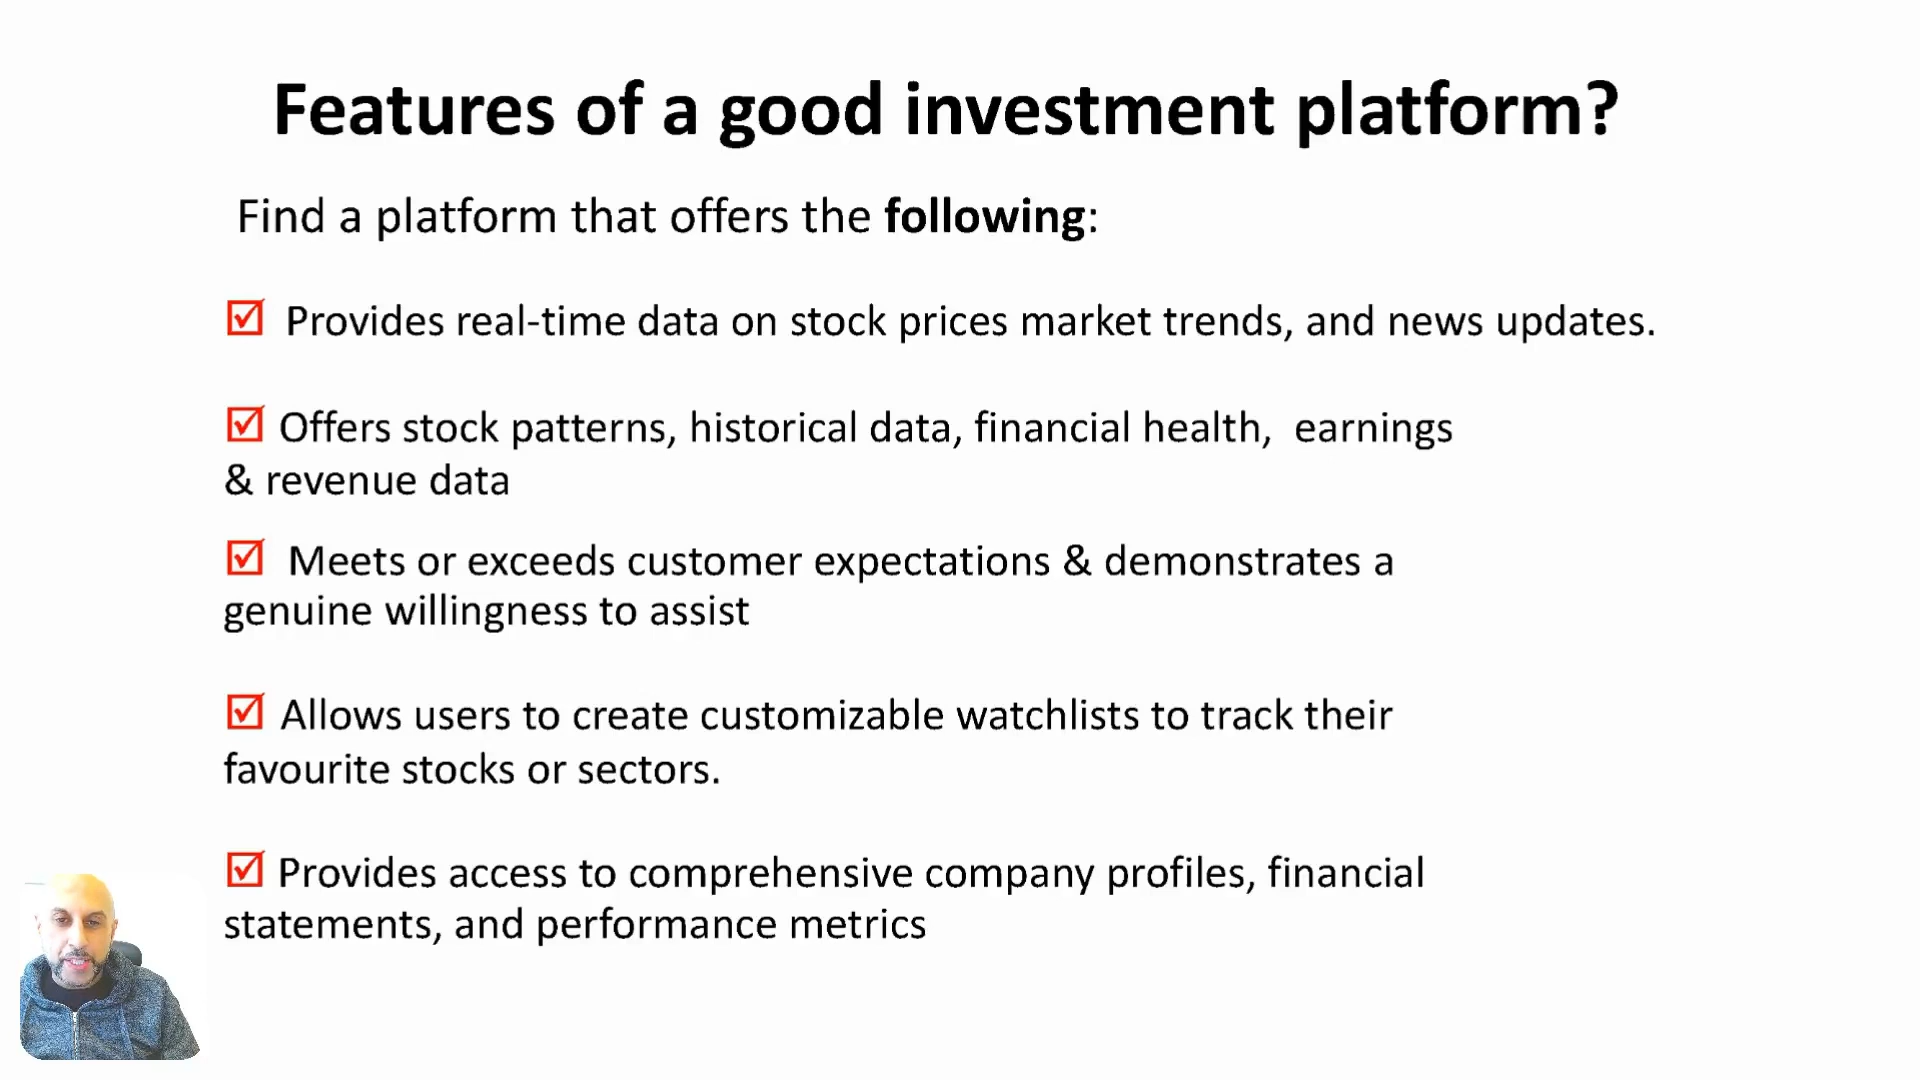 Features of a good investment platform?
Find a platform that offers the following:
☑ Provides real-time data on stock prices market trends, and news updates.
☑ Offers stock patterns, historical data, financial health,  earnings
& revenue data
☑ Meets or exceeds customer expectations & demonstrates a
genuine willingness to assist
☑ Allows users to create customizable watchlists to track their
favourite stocks or sectors.
☑ Provides access to comprehensive company profiles, financial
statements, and performance metrics